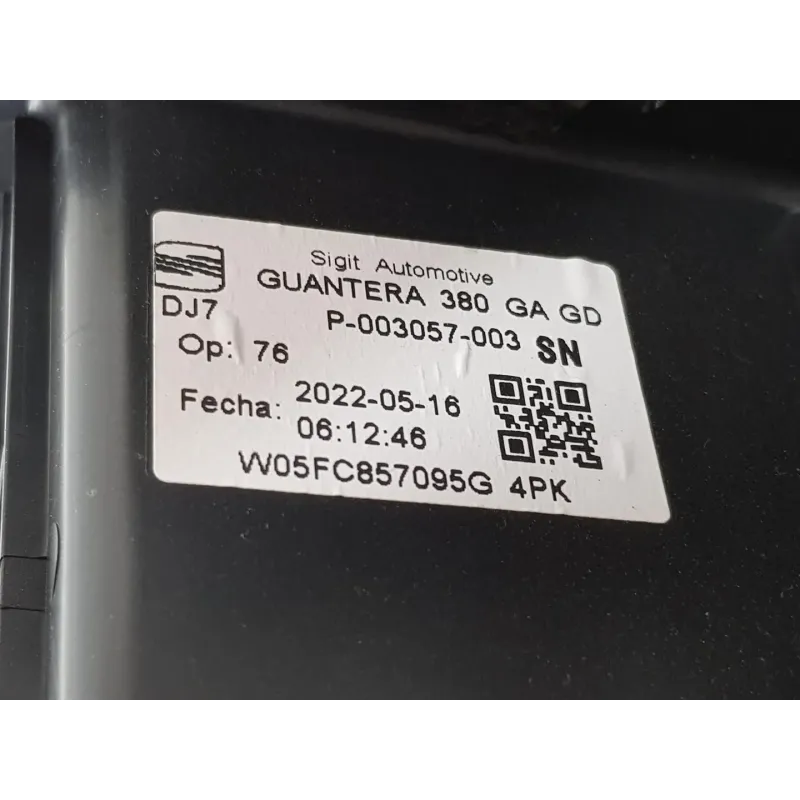 Sigit Automotive
GUANTERA 380 GA GD
DJ7
P-003057-003 SN
Op: 76
Fecha: 2022-05-16
06:12:46
W05FC857095G 4PK